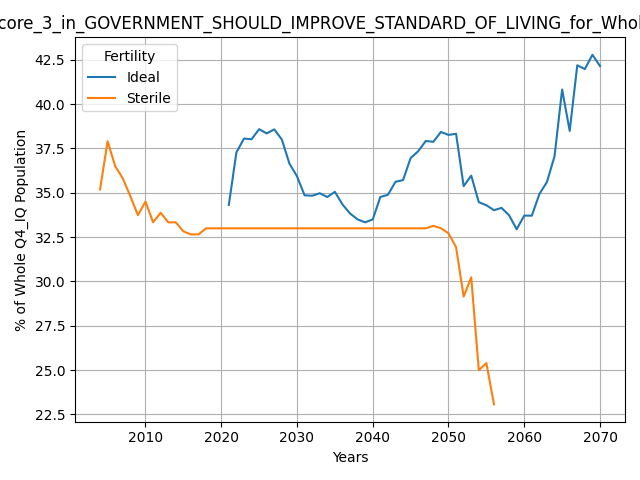 core_3_in_GOVERNMENT_SHOULD_IMPROVE_STANDARD_OF_LIVING_for_Whol
Fertility
Ideal
Sterile
% of Whole Q4_IQ Population
42.5
40.0
37.5
35.0
32.5
30.0
27.5
25.0
22.5
2010 2020 2030 2040 2050 2060 2070
Years